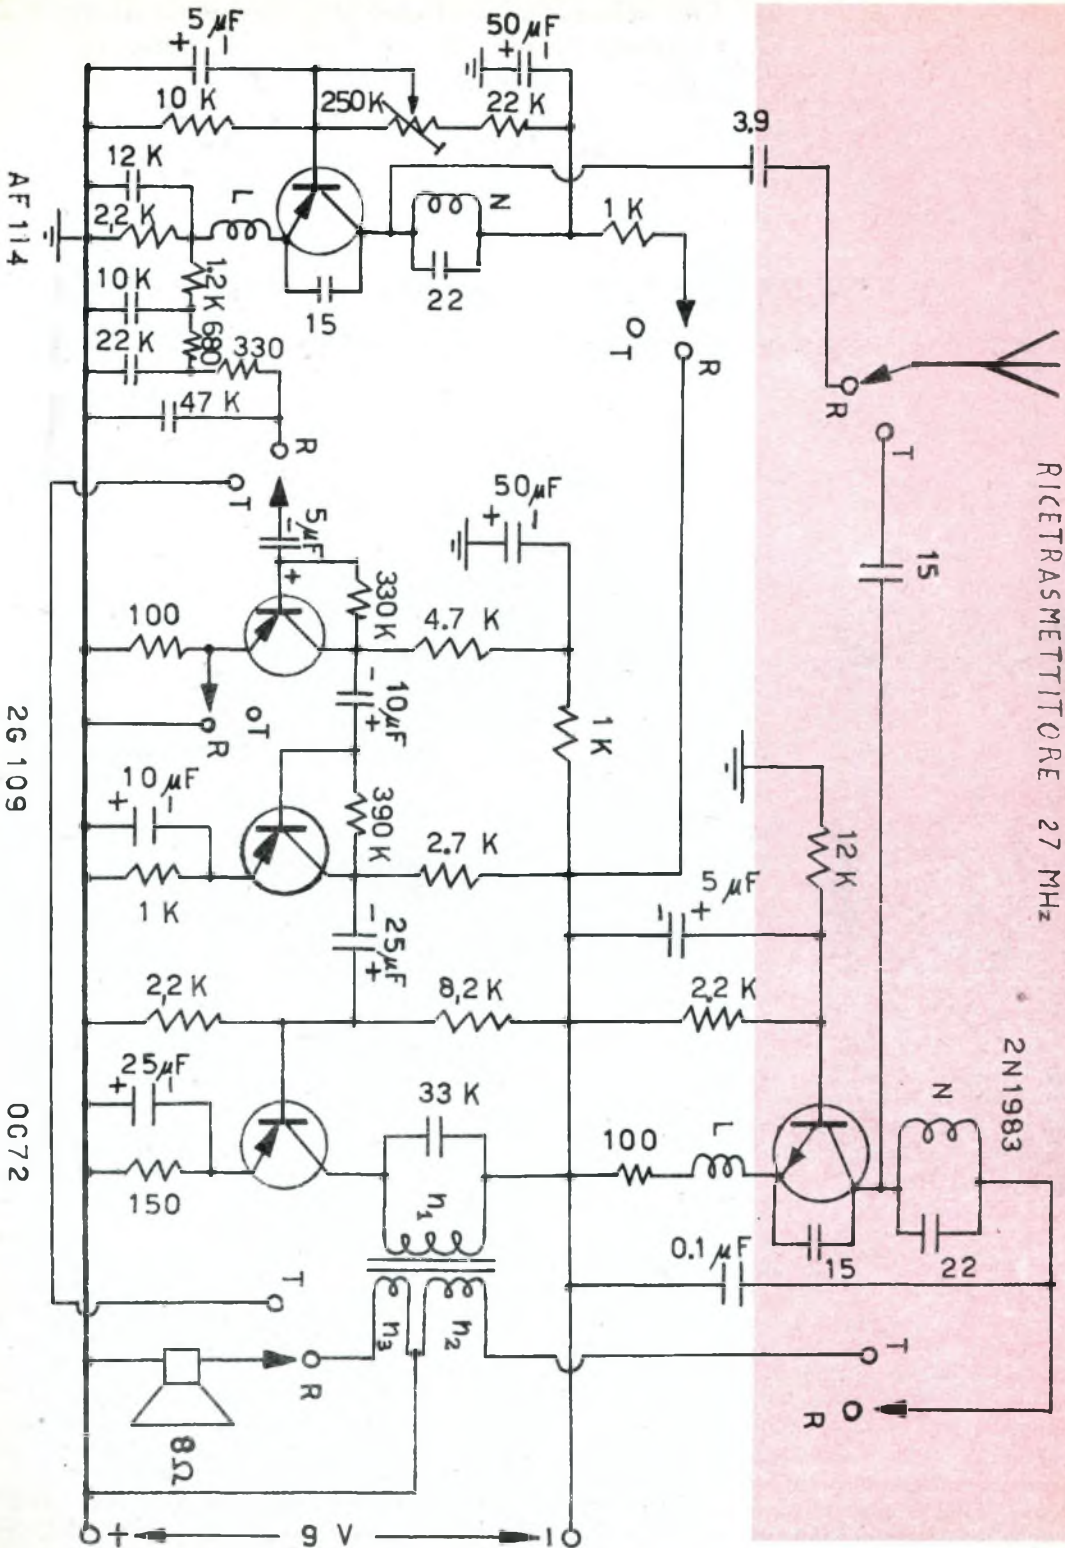 RICETRASMETTITORE 27 MHz
5 µF
+ -
10 K
250K
50 µF
+ -
22 K
3.9
12 K
2,2 K
L
N
1 K
1.2 K
10 K
680
22 K
330
15
22
47 K
T
R
R
T
R
T
15
5 µF
- +
50 µF
+ -
100
330 K
4.7 K
10 µF
- +
R
T
1 K
10 µF
+ -
390 K
2.7 K
1 K
12 K
5 µF
- +
25 µF
- +
2,2 K
8,2 K
2.2 K
2N1983
25 µF
+ -
33 K
100
L
N
150
n1
n3
n2
0.1 µF
15
22
T
R
T
R
8 Ω
+ 9 V -
AF 114
2G 109
OC72